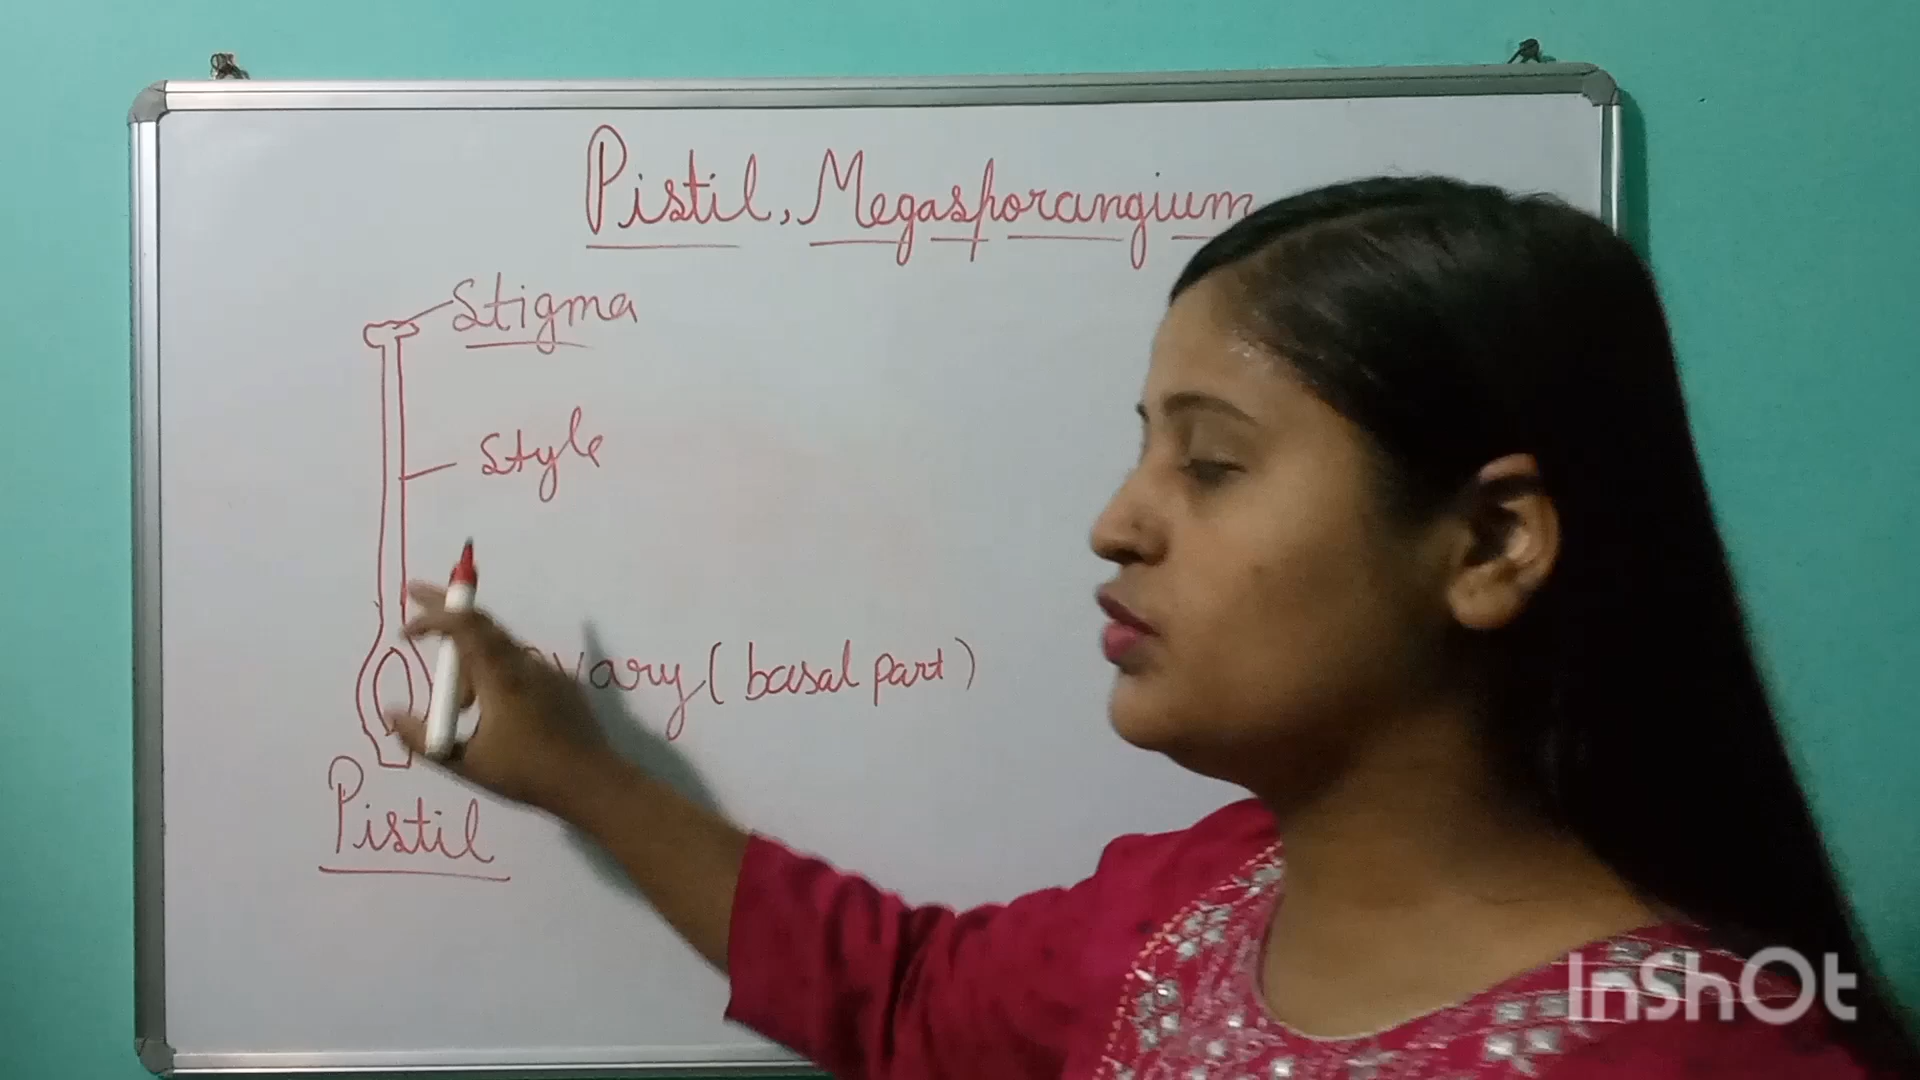 Pistil, Megasporangium
Stigma
Style
vary (basal part)
Pistil
InShOt